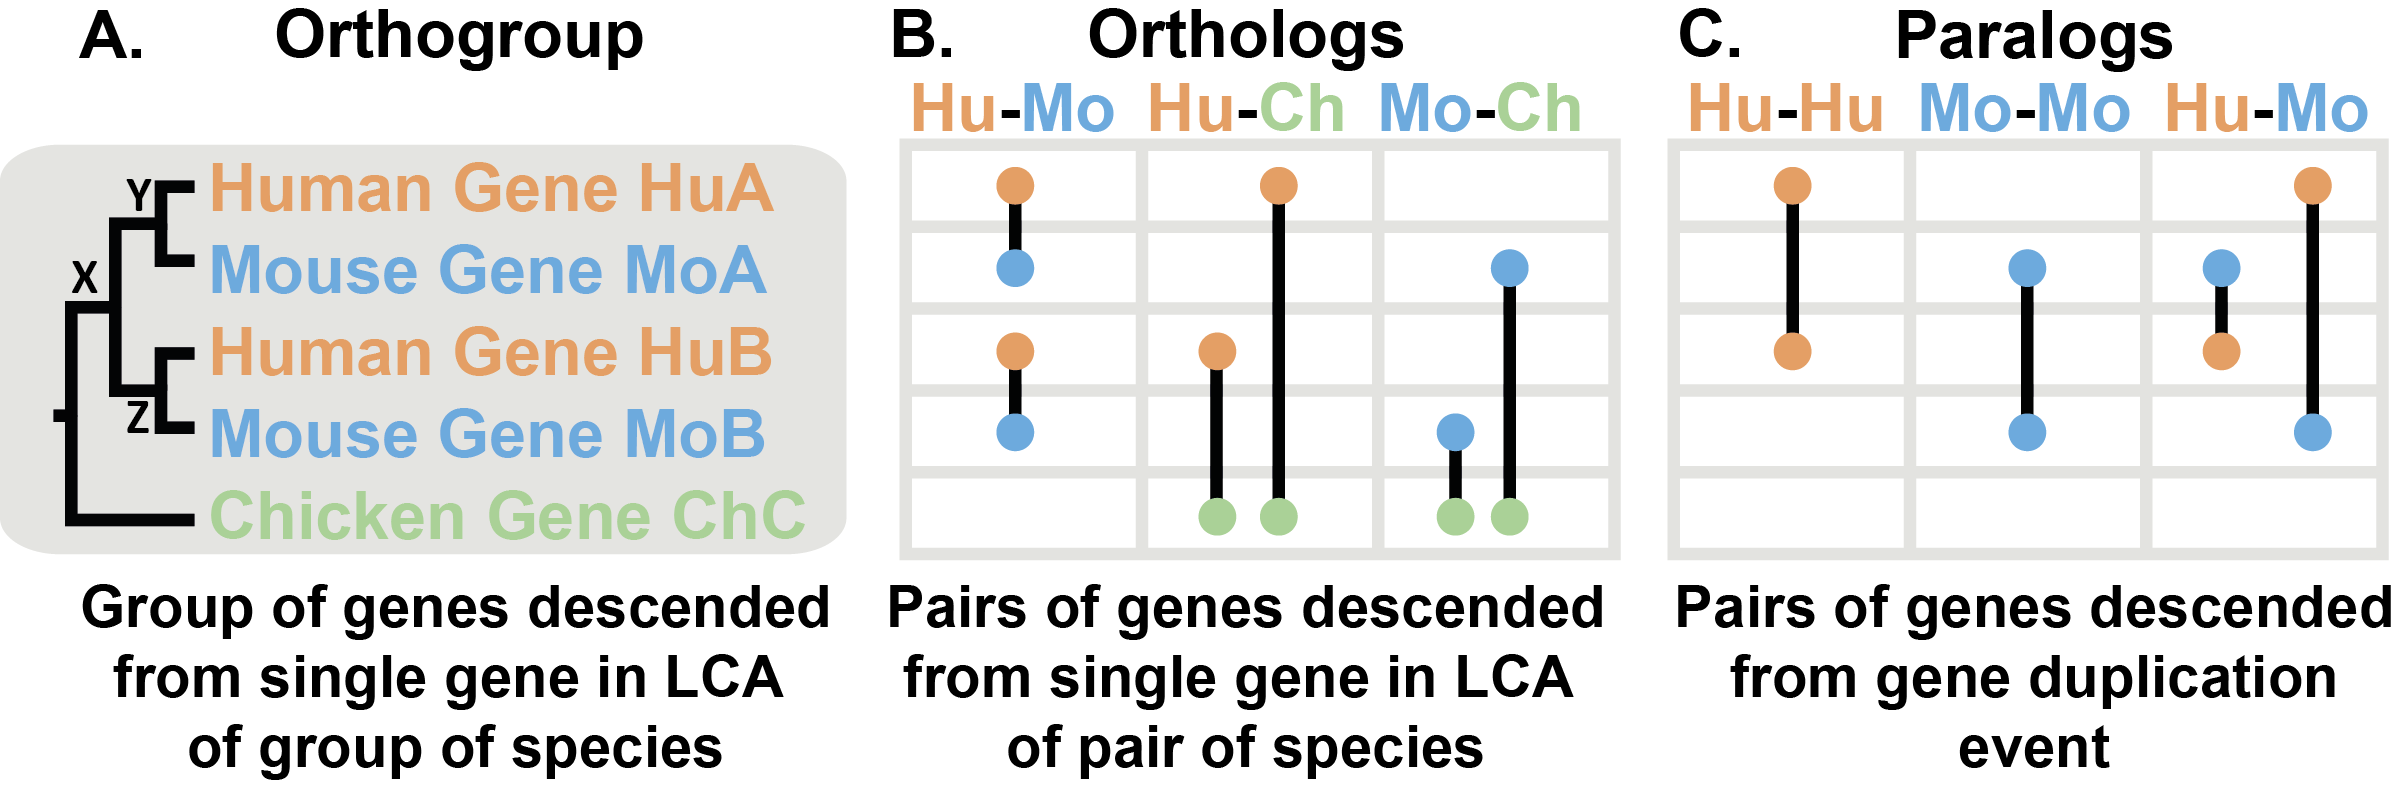 A. Orthogroup
Y
Human Gene HuA
Mouse Gene MoA
X
Human Gene HuB
Z
Mouse Gene MoB
Chicken Gene ChC
Group of genes descended
from single gene in LCA
of group of species
B. Orthologs
Hu-Mo Hu-Ch Mo-Ch
Pairs of genes descended
from single gene in LCA
of pair of species
C. Paralogs
Hu-Hu Mo-Mo Hu-Mo
Pairs of genes descended
from gene duplication
event